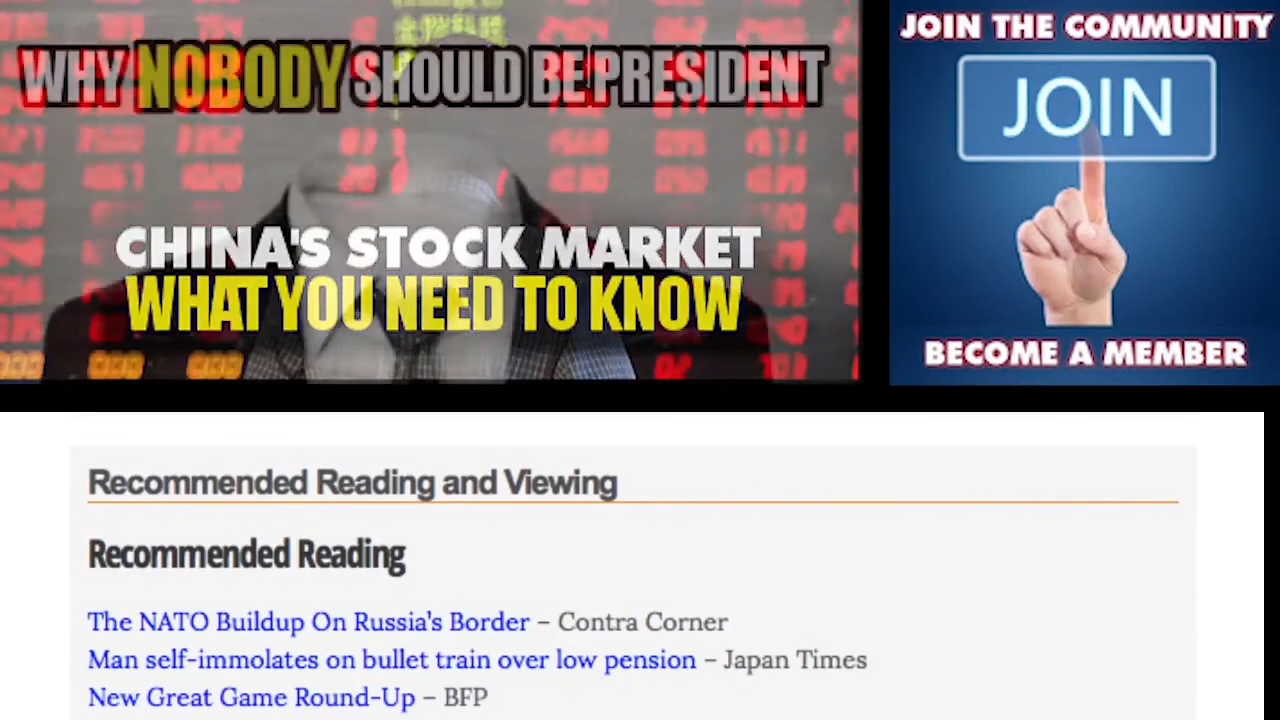 WHY NOBODY SHOULD BE PRESIDENT
CHINA'S STOCK MARKET
WHAT YOU NEED TO KNOW
JOIN THE COMMUNITY
JOIN
BECOME A MEMBER
Recommended Reading and Viewing
Recommended Reading
The NATO Buildup On Russia's Border – Contra Corner
Man self-immolates on bullet train over low pension – Japan Times
New Great Game Round-Up – BFP